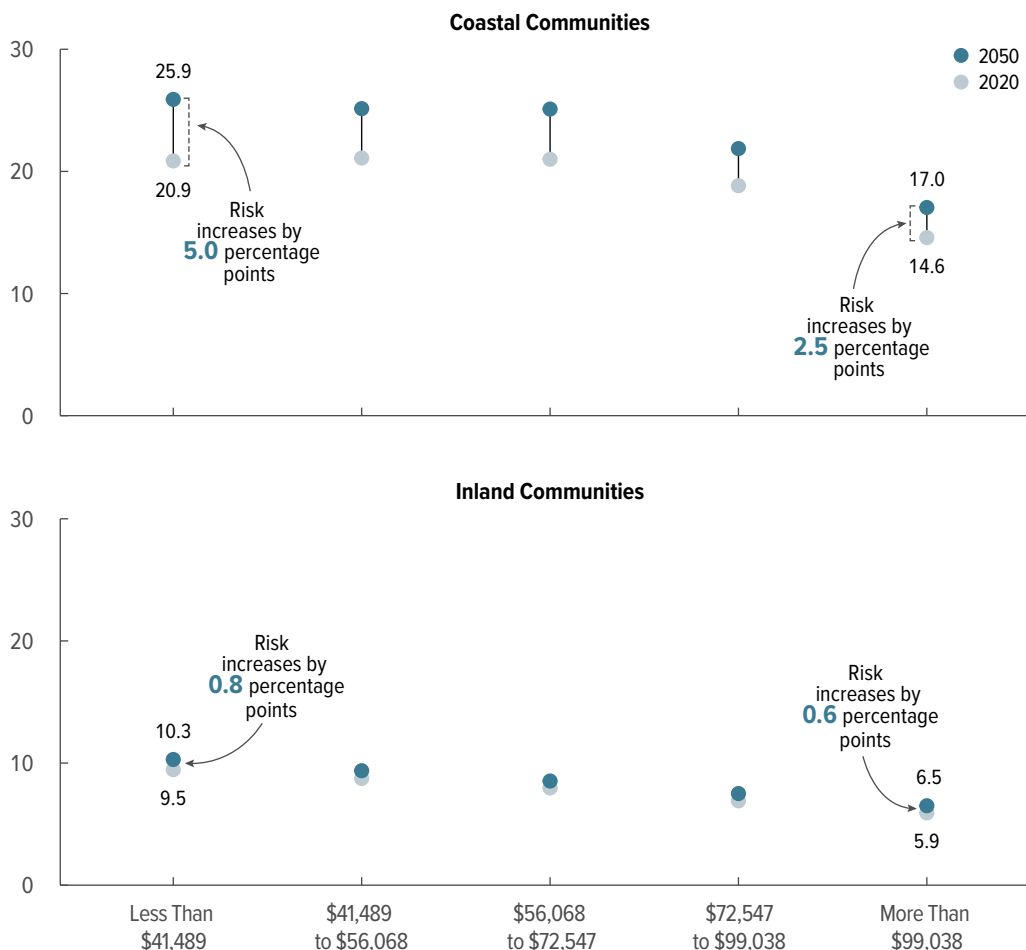 Coastal Communities
30
20
10
0
2050
2020
25.9
20.9
Risk
increases by
5.0 percentage
points
17.0
14.6
Risk
increases by
2.5 percentage
points
Inland Communities
30
20
10
0
Risk
increases by
0.8 percentage
points
10.3
9.5
Risk
increases by
0.6 percentage
points
6.5
5.9
Less Than
$41,489
$41,489
to $56,068
$56,068
to $72,547
$72,547
to $99,038
More Than
$99,038